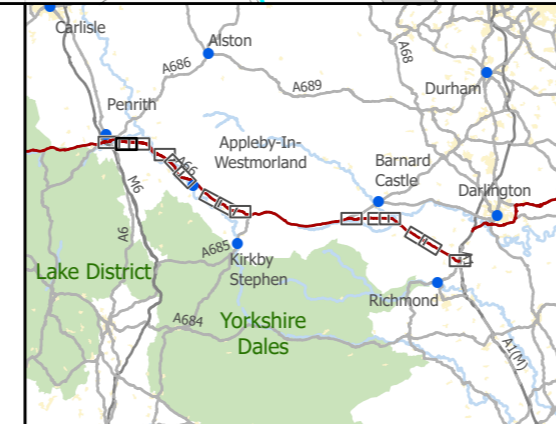 Carlisle
Alston
A68
A686
A689
Durham
Penrith
Appleby-In-
Westmorland
A66
Barnard
Castle
Darlington
M6
A6
A685
Kirkby
Stephen
Lake District
Richmond
A684
Yorkshire
Dales
A1(M)